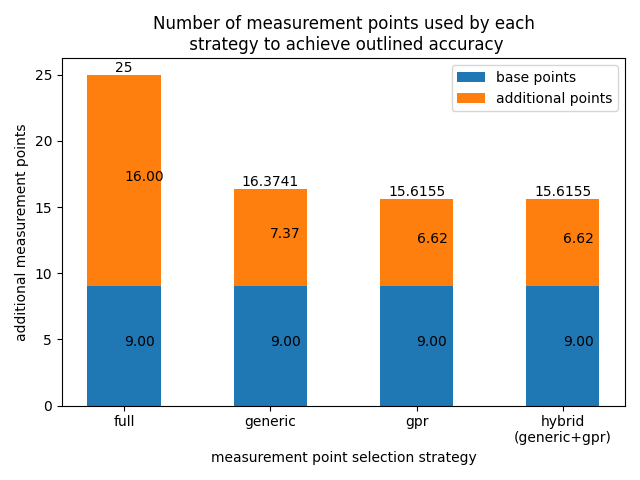 Number of measurement points used by each
strategy to achieve outlined accuracy
base points
additional points
additional measurement points
25
20
15
10
5
0
25
16.00
9.00
16.3741
7.37
9.00
15.6155
6.62
9.00
15.6155
6.62
9.00
full
generic
gpr
hybrid
(generic+gpr)
measurement point selection strategy